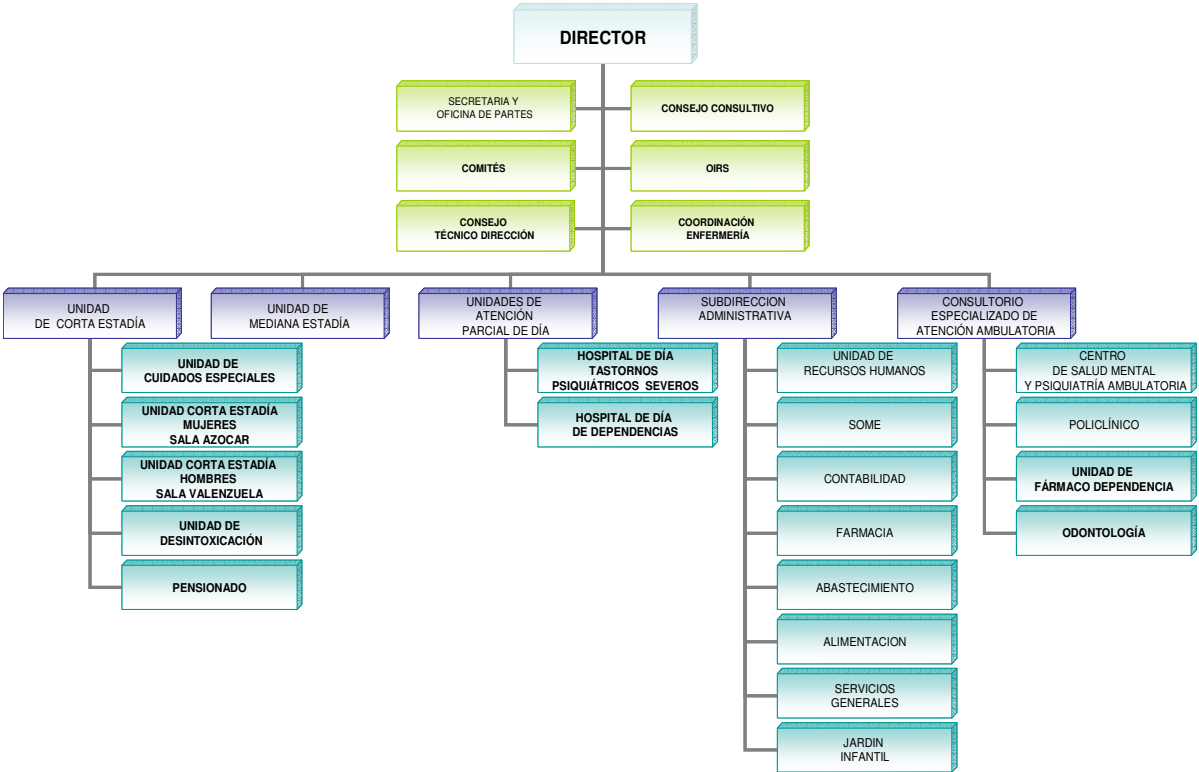 DIRECTOR
SECRETARIA Y
OFICINA DE PARTES
CONSEJO CONSULTIVO
COMITÉS
OIRS
CONSEJO
TÉCNICO DIRECCIÓN
COORDINACIÓN
ENFERMERÍA
UNIDAD
DE CORTA ESTADÍA
UNIDAD DE
MEDIANA ESTADÍA
UNIDADES DE
ATENCIÓN
PARCIAL DE DÍA
SUBDIRECCION
ADMINISTRATIVA
CONSULTORIO
ESPECIALIZADO DE
ATENCIÓN AMBULATORIA
UNIDAD DE
CUIDADOS ESPECIALES
UNIDAD CORTA ESTADÍA
MUJERES
SALA AZOCAR
UNIDAD CORTA ESTADÍA
HOMBRES
SALA VALENZUELA
UNIDAD DE
DESINTOXICACIÓN
PENSIONADO
HOSPITAL DE DÍA
TASTORNOS
PSIQUIÁTRICOS SEVEROS
HOSPITAL DE DÍA
DE DEPENDENCIAS
UNIDAD DE
RECURSOS HUMANOS
SOME
CONTABILIDAD
FARMACIA
ABASTECIMIENTO
ALIMENTACION
SERVICIOS
GENERALES
JARDIN
INFANTIL
CENTRO
DE SALUD MENTAL
Y PSIQUIATRÍA AMBULATORIA
POLICLÍNICO
UNIDAD DE
FÁRMACO DEPENDENCIA
ODONTOLOGÍA